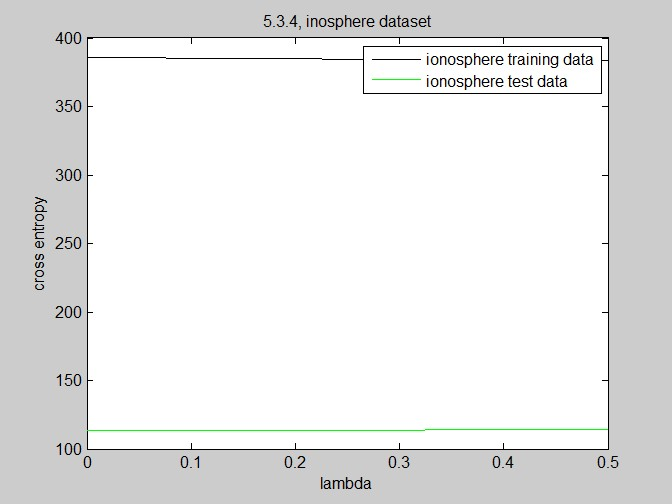 5.3.4, inosphere dataset
400
350
300
250
200
150
100
cross entropy
ionosphere training data
ionosphere test data
0 0.1 0.2 0.3 0.4 0.5
lambda